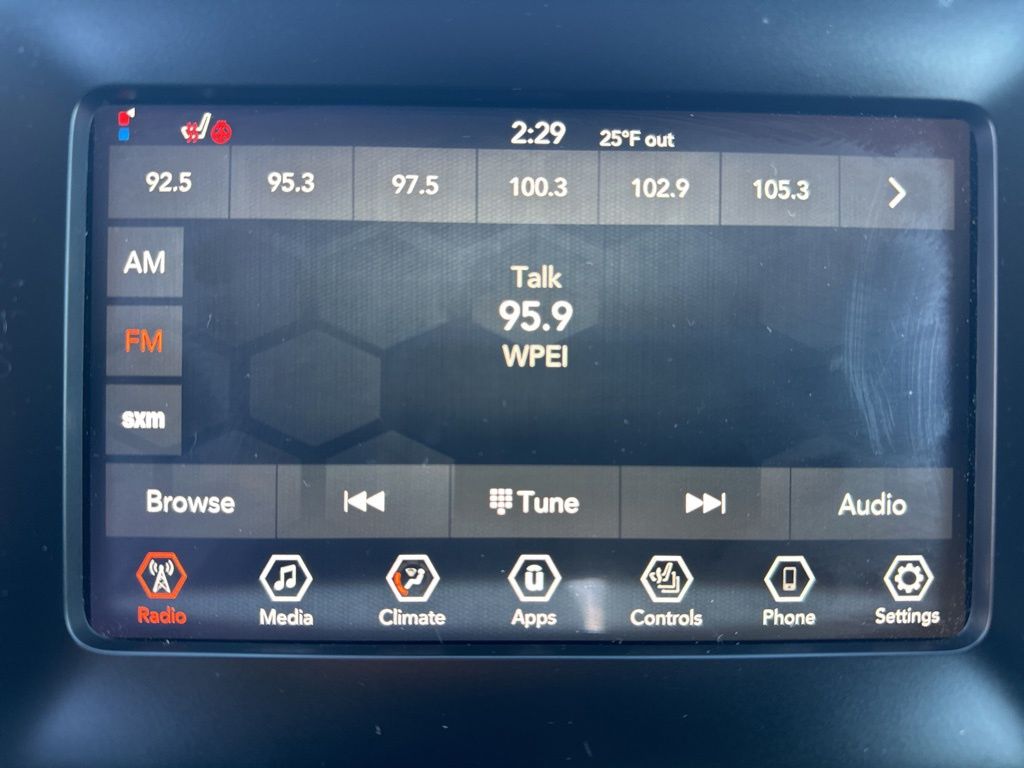 2:29 25°F out
92.5 95.3 97.5 100.3 102.9 105.3
AM
Talk
95.9
FM
WPEI
sxm
Browse Tune Audio
Radio Media Climate Apps Controls Phone Settings